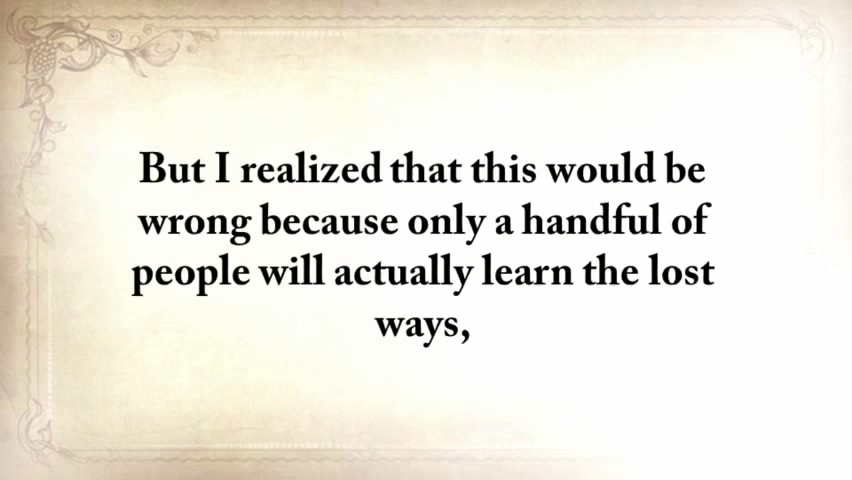 But I realized that this would be
wrong because only a handful of
people will actually learn the lost
ways,